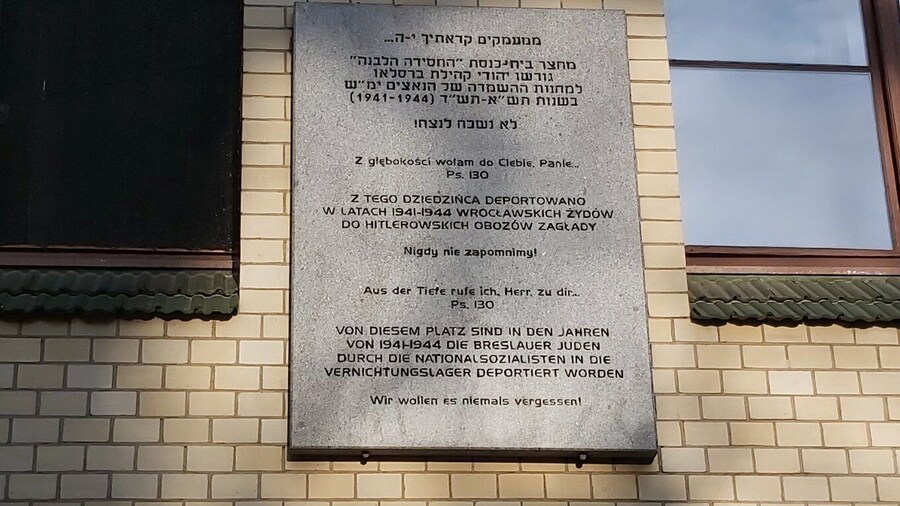 ממעמקים קראתיך י-ה...
מחצר בית-כנסת "החסידה הלבנה"
גורשו יהודי קהילת ברסלאו
למחנות ההשמדה של הנאצים ימ"ש
בשנות תש"א-תש"ד (1941-1944)
לא נשכח לנצח!
Z głębokości wołam do Ciebie, Panie...
Ps. 130
Z TEGO DZIEDZIŃCA DEPORTOWANO
W LATACH 1941-1944 WROCŁAWSKICH ŻYDÓW
DO HITLEROWSKICH OBOZÓW ZAGŁADY
Nigdy nie zapomnimy!
Aus der Tiefe rufe ich, Herr, zu dir...
Ps. 130
VON DIESEM PLATZ SIND IN DEN JAHREN
VON 1941-1944 DIE BRESLAUER JUDEN
DURCH DIE NATIONALSOZIALISTEN IN DIE
VERNICHTUNGSLAGER DEPORTIERT WORDEN
Wir wollen es niemals vergessen!